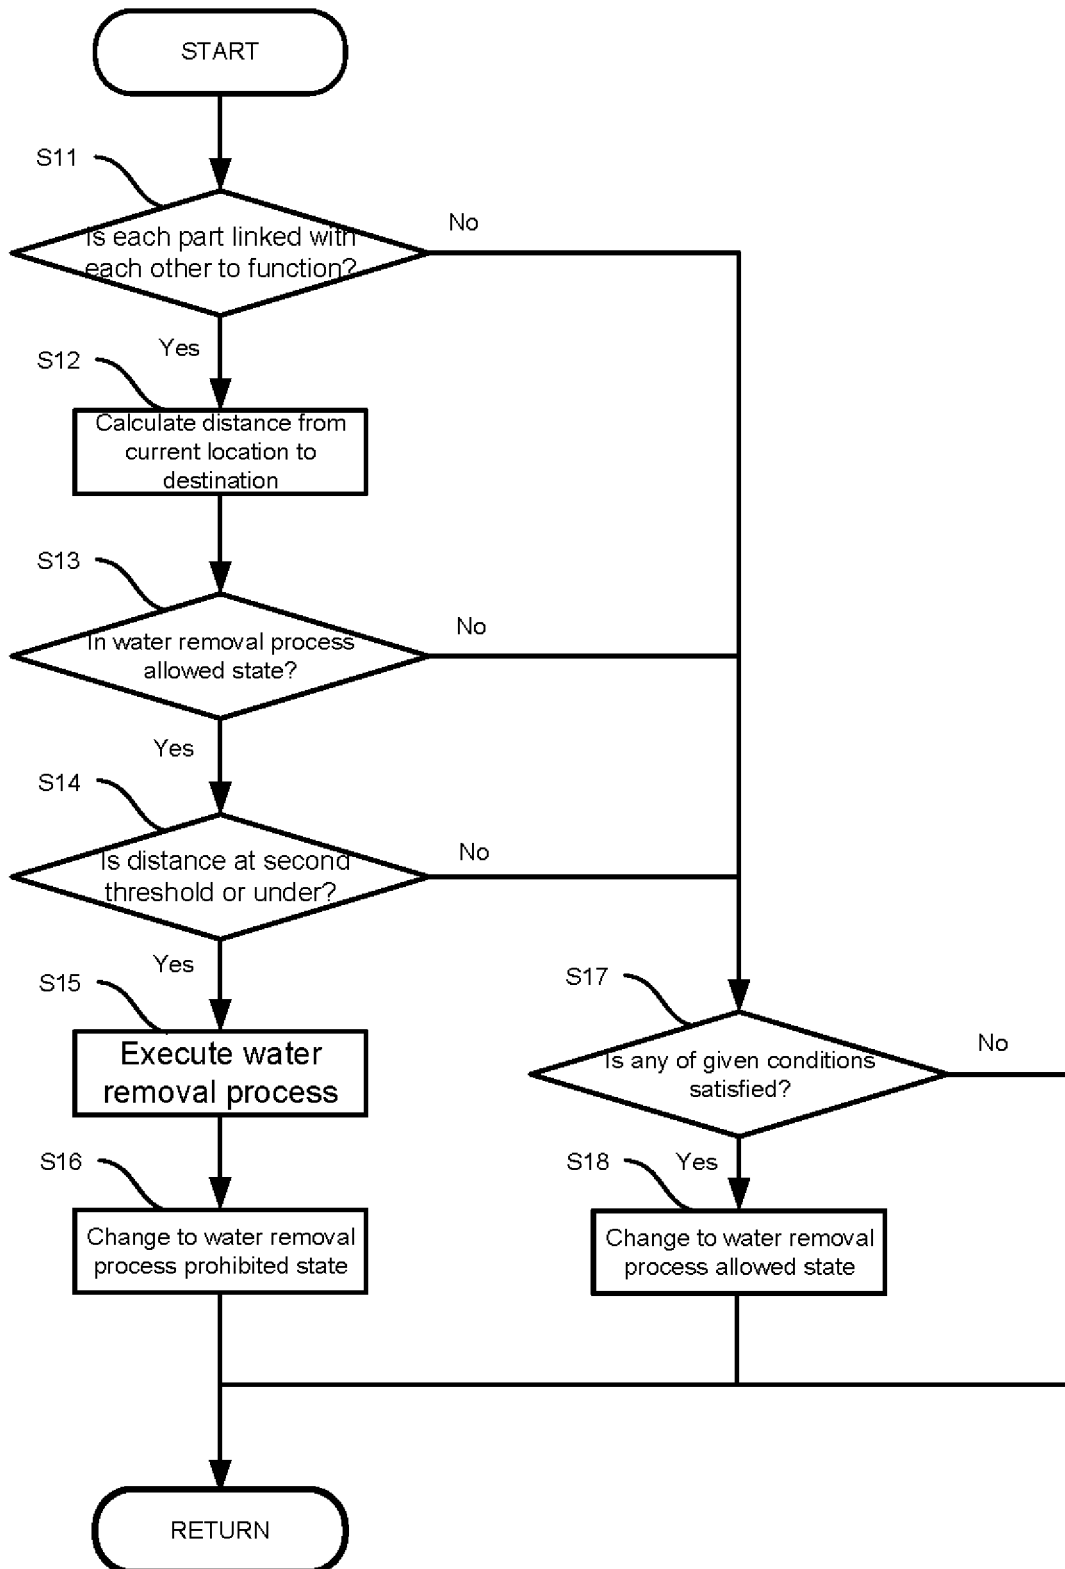 START
S11
No
Is each part linked with
each other to function?
Yes
S12
Calculate distance from
current location to
destination
S13
No
In water removal process
allowed state?
Yes
S14
No
Is distance at second
threshold or under?
Yes
S15
Execute water
removal process
S17
No
Is any of given conditions
satisfied?
S16
Change to water removal
process prohibited state
S18
Yes
Change to water removal
process allowed state
RETURN